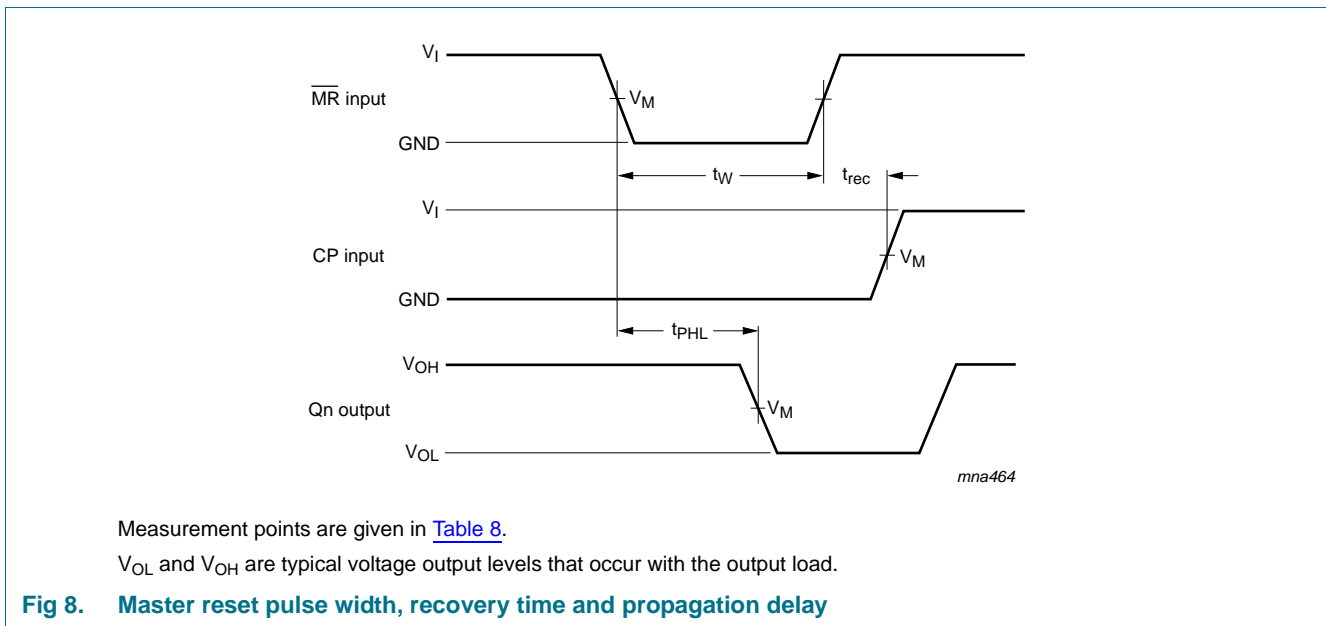 V_I
M̅R̅ input
V_M
GND
t_W
t_rec
V_I
CP input
V_M
GND
t_PHL
V_OH
Qn output
V_M
V_OL
mna464
Measurement points are given in Table 8.
V_OL and V_OH are typical voltage output levels that occur with the output load.
Fig 8. Master reset pulse width, recovery time and propagation delay